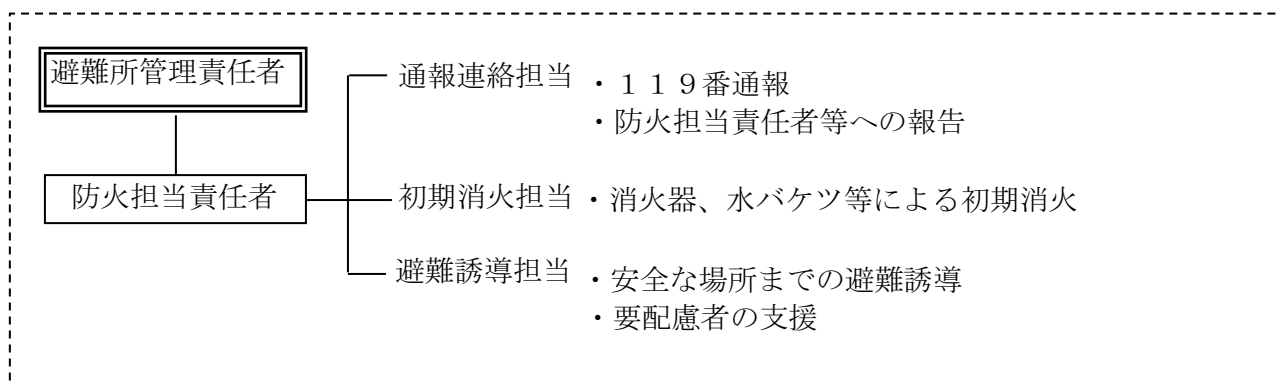 避難所管理責任者
通報連絡担当 ・１１９番通報
・防火担当責任者等への報告
防火担当責任者
初期消火担当 ・消火器、水バケツ等による初期消火
避難誘導担当 ・安全な場所までの避難誘導
・要配慮者の支援